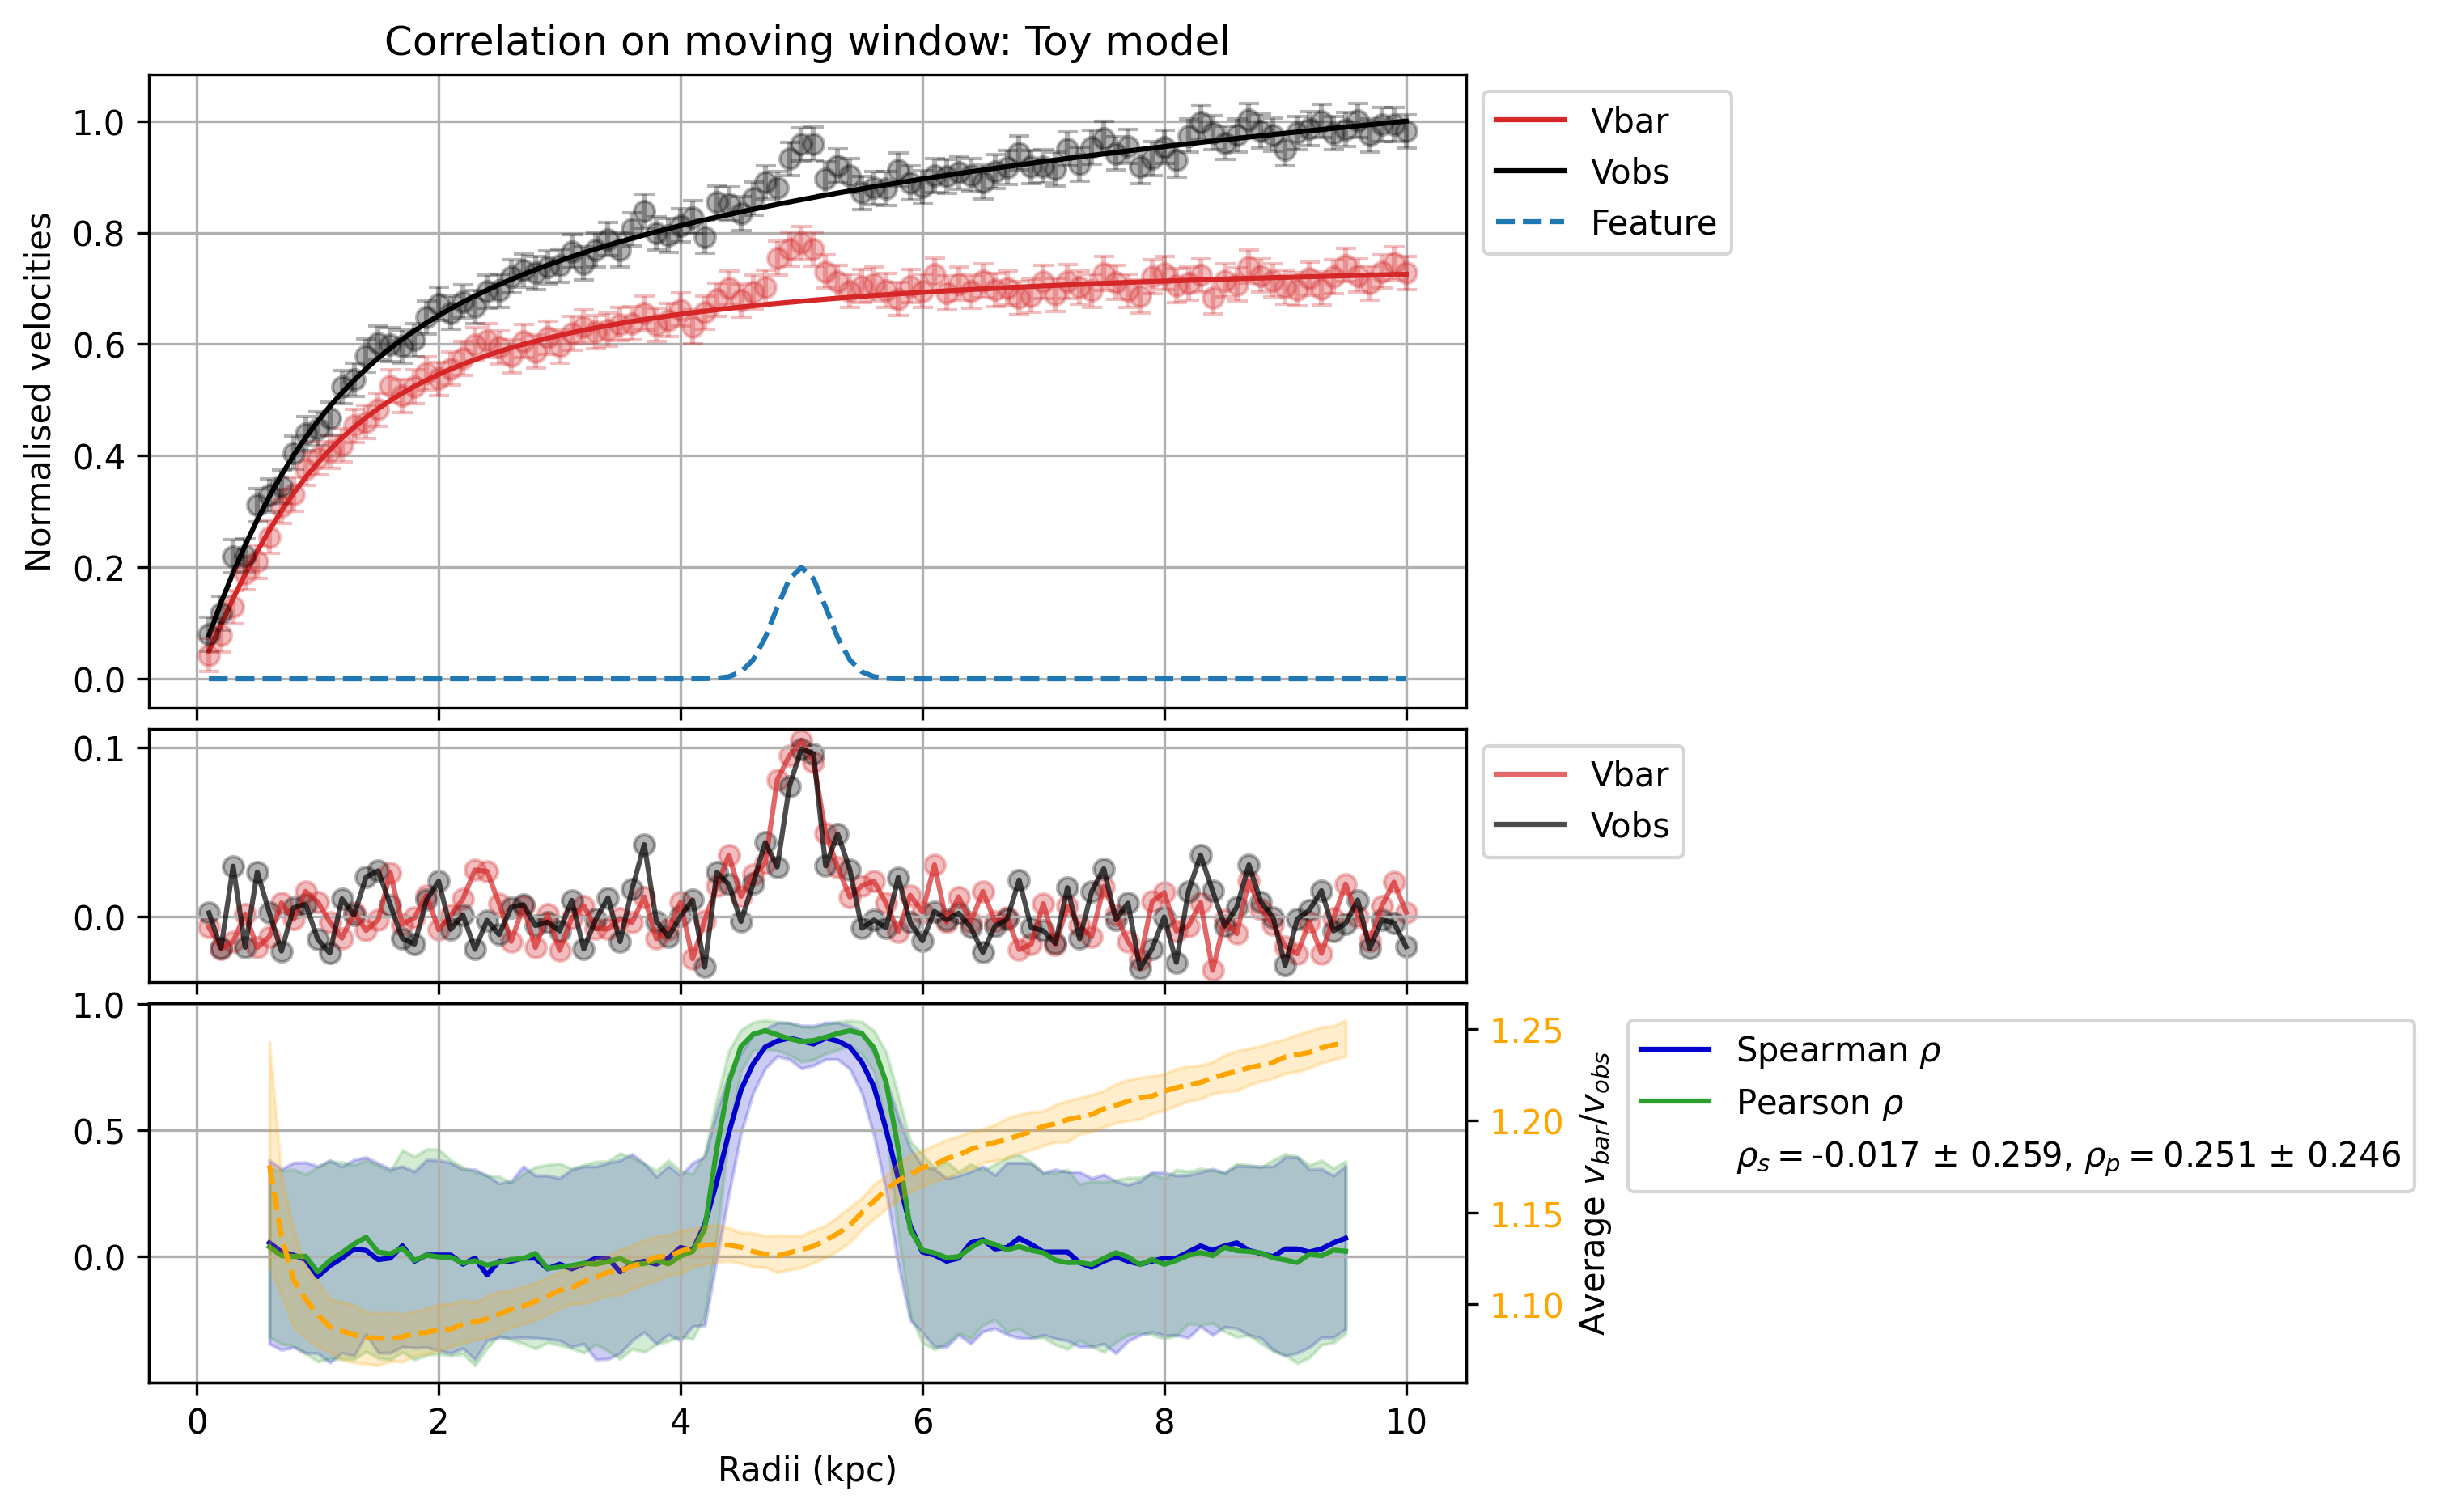 Correlation on moving window: Toy model
Normalised velocities
1.0
0.8
0.6
0.4
0.2
0.0
Vbar
Vobs
Feature
0.1
0.0
Vbar
Vobs
1.0
0.5
0.0
1.25
1.20
1.15
1.10
Average v_bar/v_obs
Spearman ρ
Pearson ρ
ρ_s = -0.017 ± 0.259, ρ_p = 0.251 ± 0.246
0 2 4 6 8 10
Radii (kpc)